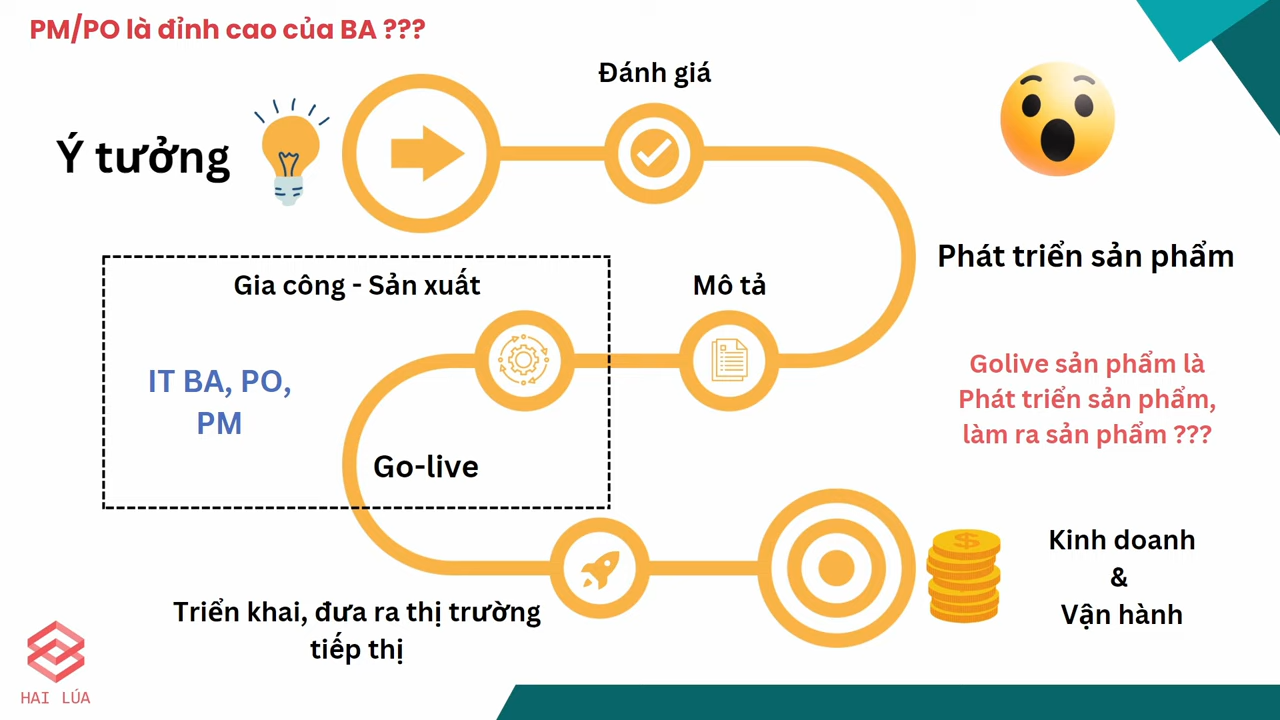 PM/PO là đỉnh cao của BA ???
Đánh giá
Ý tưởng
Phát triển sản phẩm
Gia công - Sản xuất
Mô tả
IT BA, PO,
PM
Golive sản phẩm là
Phát triển sản phẩm,
làm ra sản phẩm ???
Go-live
Kinh doanh
&
Vận hành
Triển khai, đưa ra thị trường
tiếp thị
HAI LÚA